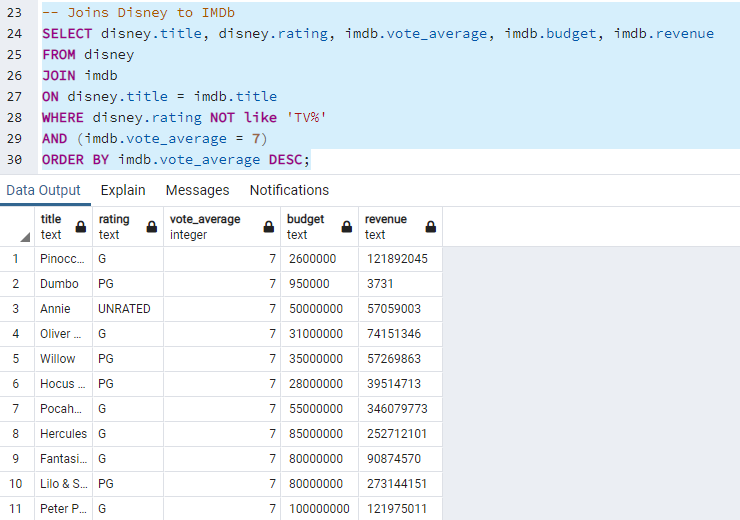 23 -- Joins Disney to IMDb
24 SELECT disney.title, disney.rating, imdb.vote_average, imdb.budget, imdb.revenue
25 FROM disney
26 JOIN imdb
27 ON disney.title = imdb.title
28 WHERE disney.rating NOT like 'TV%'
29 AND (imdb.vote_average = 7)
30 ORDER BY imdb.vote_average DESC;
Data Output Explain Messages Notifications
title rating vote_average budget revenue
text text integer text text
1 Pinocc... G 7 2600000 121892045
2 Dumbo PG 7 950000 3731
3 Annie UNRATED 7 50000000 57059003
4 Oliver ... G 7 31000000 74151346
5 Willow PG 7 35000000 57269863
6 Hocus ... PG 7 28000000 39514713
7 Pocah... G 7 55000000 346079773
8 Hercules G 7 85000000 252712101
9 Fantasi... G 7 80000000 90874570
10 Lilo & S... PG 7 80000000 273144151
11 Peter P... G 7 100000000 121975011